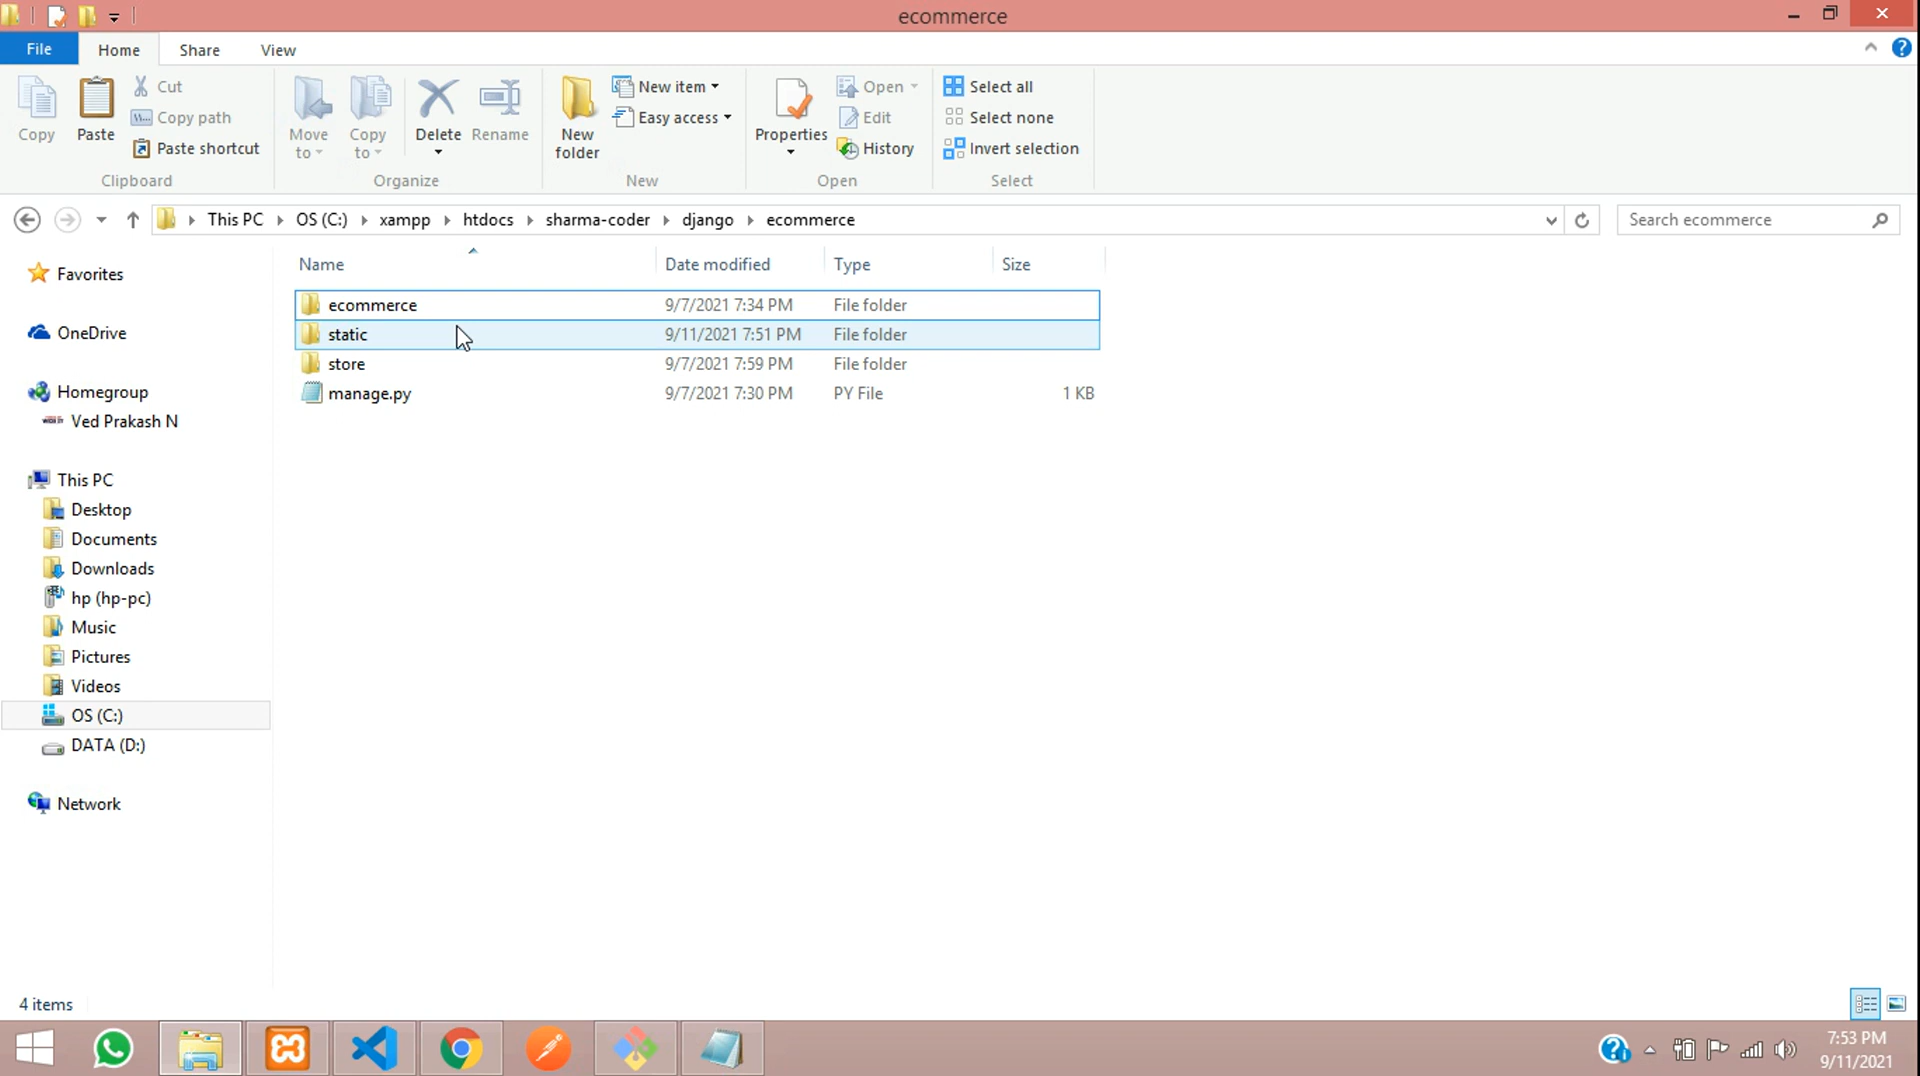 ecommerce
File Home Share View
Copy
Paste
Cut
Copy path
Paste shortcut
Clipboard
Move to
Copy to
Delete
Rename
Organize
New folder
New item
Easy access
New
Properties
Open
Edit
History
Open
Select all
Select none
Invert selection
Select
This PC OS (C:) xampp htdocs sharma-coder django ecommerce
Search ecommerce
Favorites
OneDrive
Homegroup
Ved Prakash N
This PC
Desktop
Documents
Downloads
hp (hp-pc)
Music
Pictures
Videos
OS (C:)
DATA (D:)
Network
Name Date modified Type Size
ecommerce 9/7/2021 7:34 PM File folder
static 9/11/2021 7:51 PM File folder
store 9/7/2021 7:59 PM File folder
manage.py 9/7/2021 7:30 PM PY File 1 KB
4 items
7:53 PM
9/11/2021